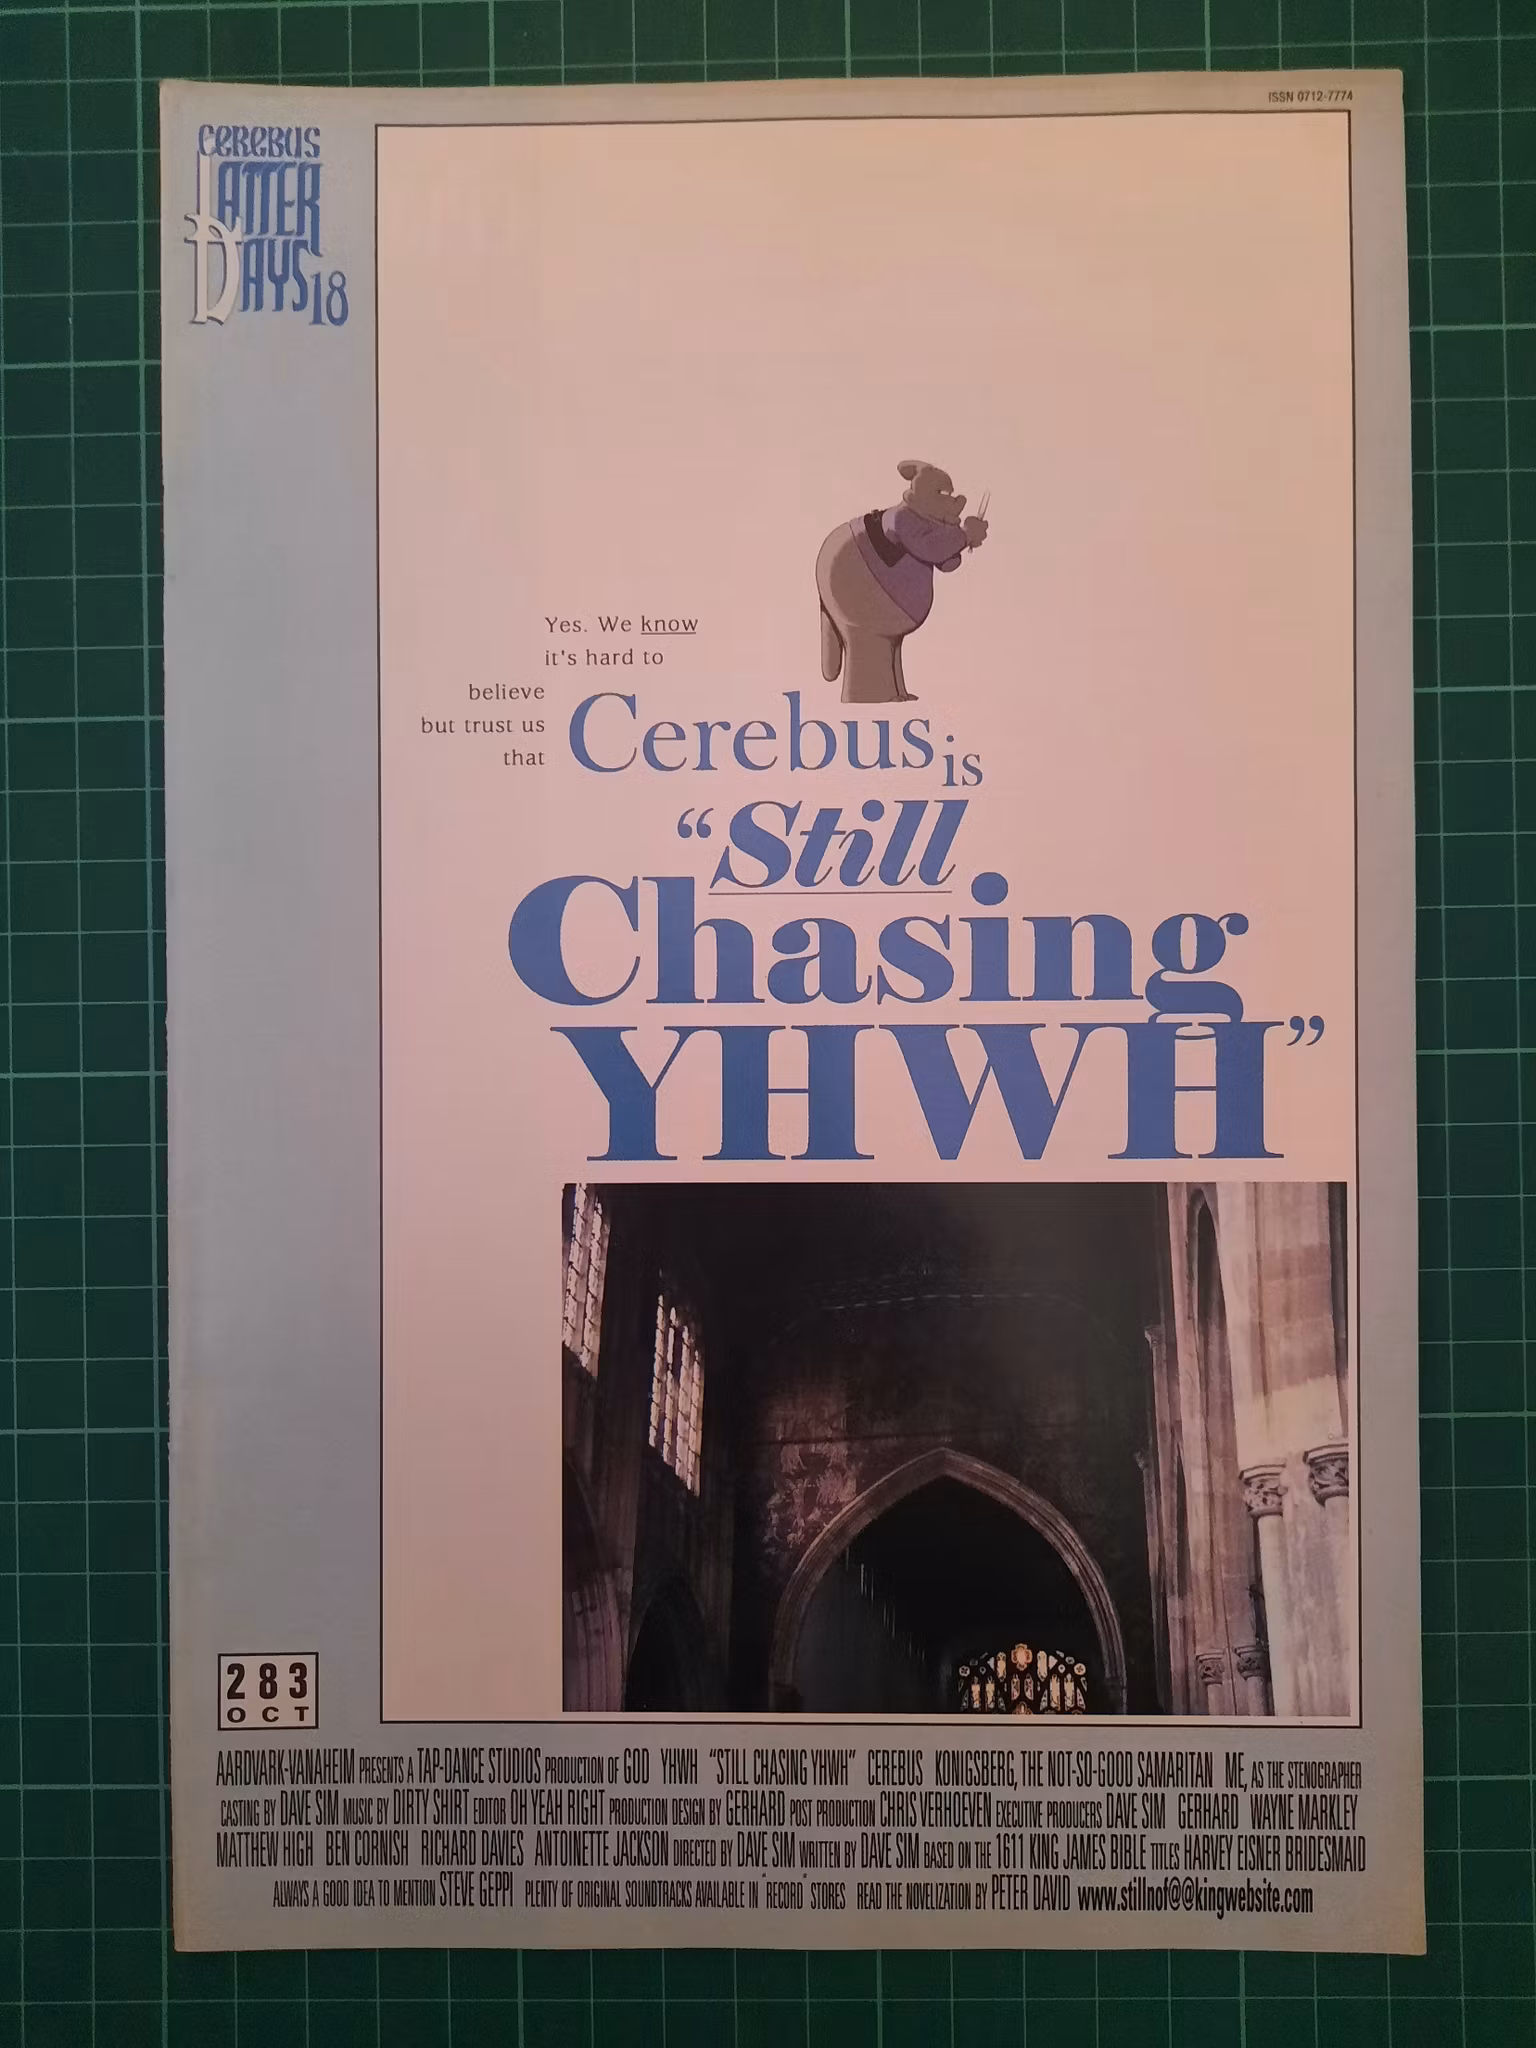 ISSN 0712-7774
CEREBUS
LATTER
DAYS 18
Yes. We know
it's hard to
believe
but trust us
that
Cerebus is
“Still
Chasing
YHWH”
283
OCT
AARDVARK-VANAHEIM PRESENTS A TAP-DANCE STUDIOS PRODUCTION OF GOD YHWH “STILL CHASING YHWH” CEREBUS KONIGSBERG, THE NOT-SO-GOOD SAMARITAN ME, AS THE STENOGRAPHER
CASTING BY DAVE SIM MUSIC BY DIRTY SHIRT EDITOR OH YEAH RIGHT PRODUCTION DESIGN BY GERHARD POST PRODUCTION CHRIS VERHOEVEN EXECUTIVE PRODUCERS DAVE SIM GERHARD WAYNE MARKLEY
MATTHEW HIGH BEN CORNISH RICHARD DAVIES ANTOINETTE JACKSON DIRECTED BY DAVE SIM WRITTEN BY DAVE SIM BASED ON THE 1611 KING JAMES BIBLE TITLES HARVEY EISNER BRIDESMAID
ALWAYS A GOOD IDEA TO MENTION STEVE GEPPI PLENTY OF ORIGINAL SOUNDTRACKS AVAILABLE IN "RECORD" STORES READ THE NOVELIZATION BY PETER DAVID www.stillnof@@kingwebsite.com